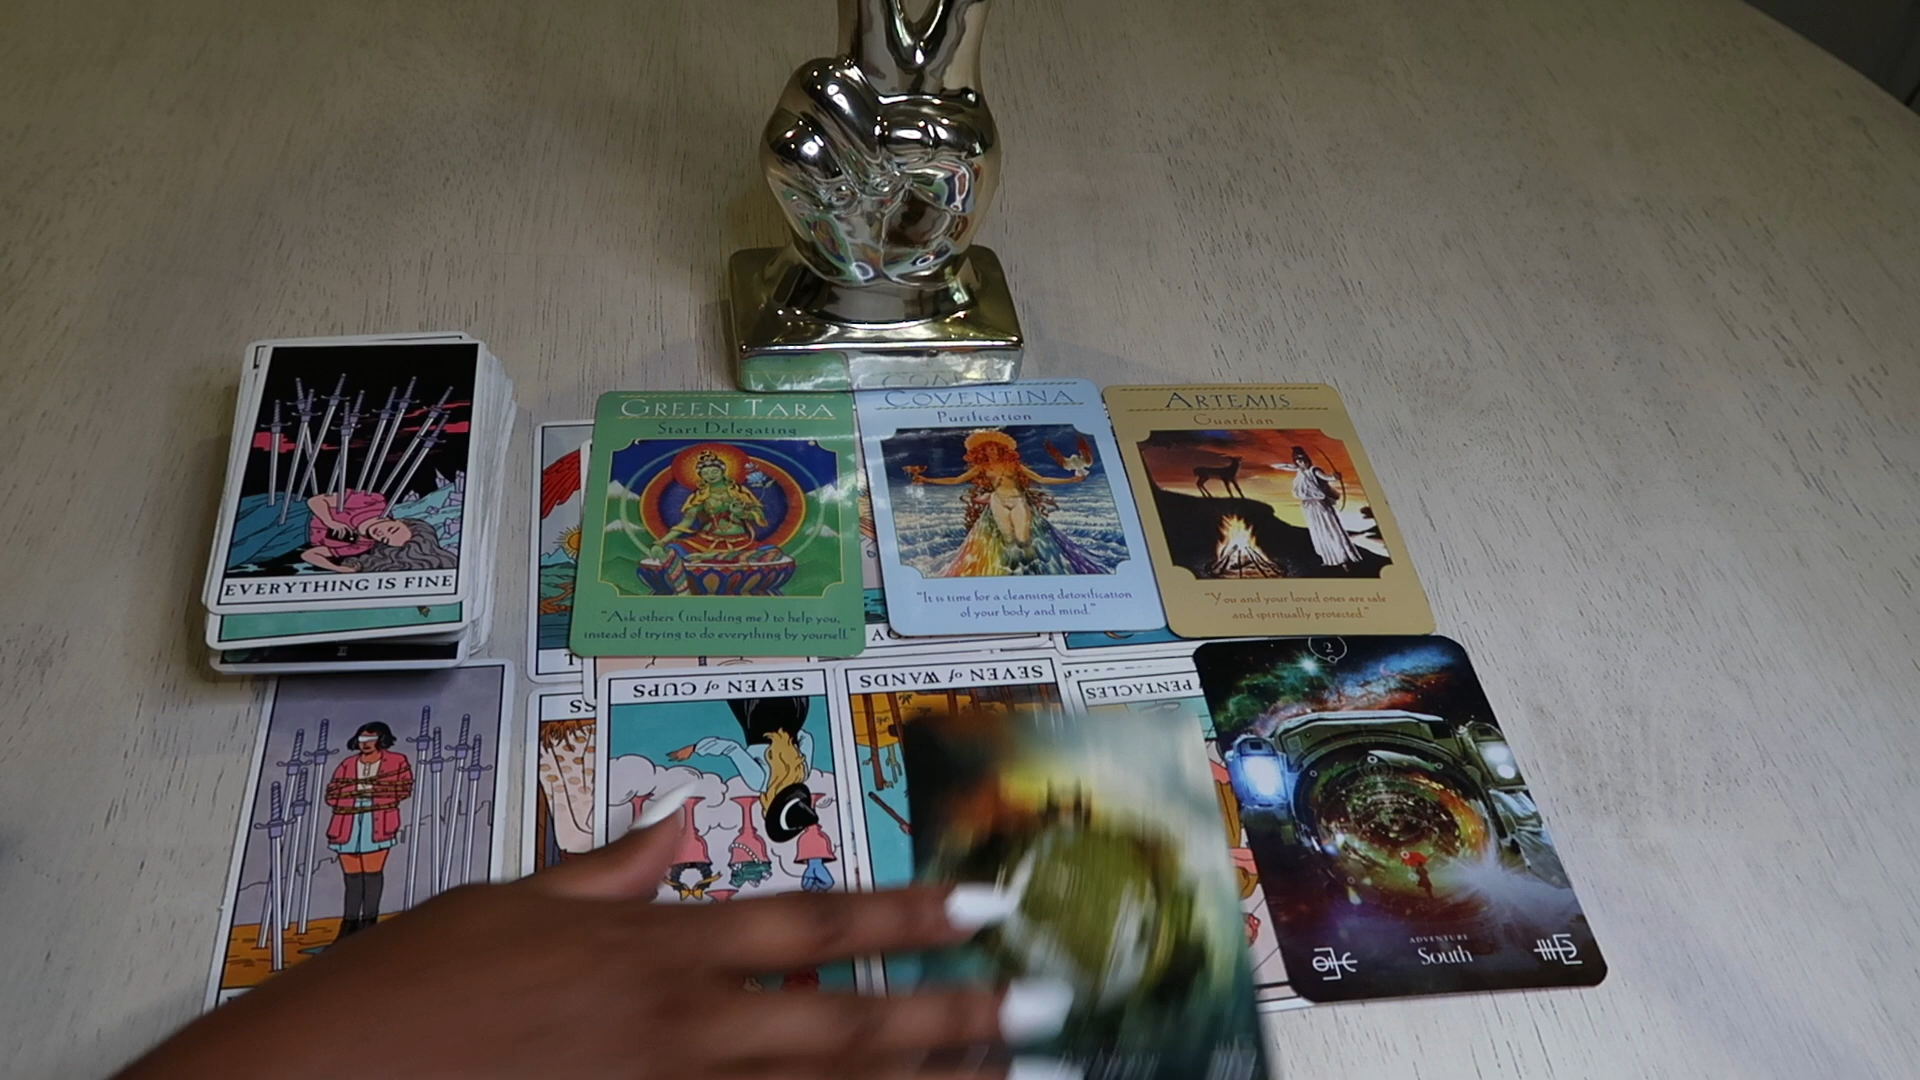 GREEN TARA
Start Delegating
"Ask others (including me) to help you,
instead of trying to do everything by yourself."
COVENTINA
Purification
"It is time for a cleansing detoxification
of your body and mind."
ARTEMIS
Guardian
"You and your loved ones are safe
and spiritually protected."
EVERYTHING IS FINE
SEVEN of CUPS
SEVEN of WANDS
PENTACLES
2
ADVENTURE
South